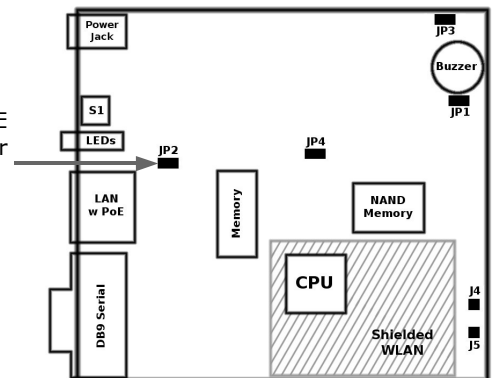 Power
Jack
JP3
Buzzer
S1
JP1
E
LEDs
r
JP2
JP4
LAN
w PoE
Memory
NAND
Memory
CPU
DB9 Serial
J4
Shielded
WLAN
J5